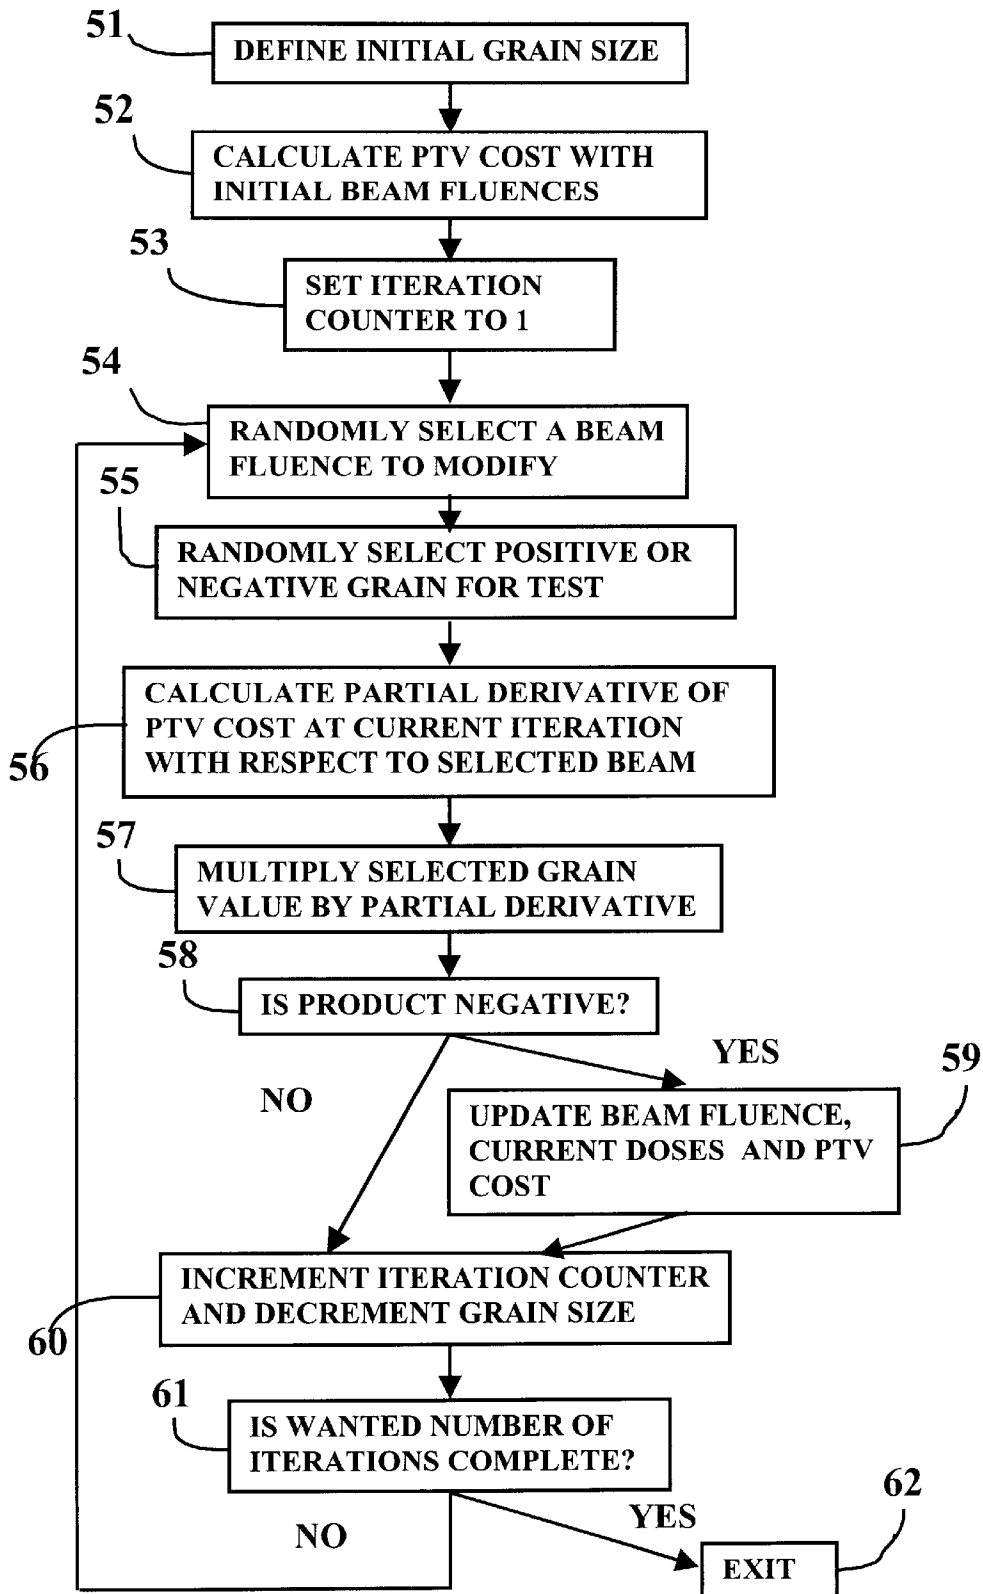 51
DEFINE INITIAL GRAIN SIZE
52
CALCULATE PTV COST WITH
INITIAL BEAM FLUENCES
53
SET ITERATION
COUNTER TO 1
54
RANDOMLY SELECT A BEAM
FLUENCE TO MODIFY
55
RANDOMLY SELECT POSITIVE OR
NEGATIVE GRAIN FOR TEST
CALCULATE PARTIAL DERIVATIVE OF
PTV COST AT CURRENT ITERATION
WITH RESPECT TO SELECTED BEAM
56
57
MULTIPLY SELECTED GRAIN
VALUE BY PARTIAL DERIVATIVE
58
IS PRODUCT NEGATIVE?
YES
59
NO
UPDATE BEAM FLUENCE,
CURRENT DOSES AND PTV
COST
INCREMENT ITERATION COUNTER
AND DECREMENT GRAIN SIZE
60
61
IS WANTED NUMBER OF
ITERATIONS COMPLETE?
62
NO
YES
EXIT